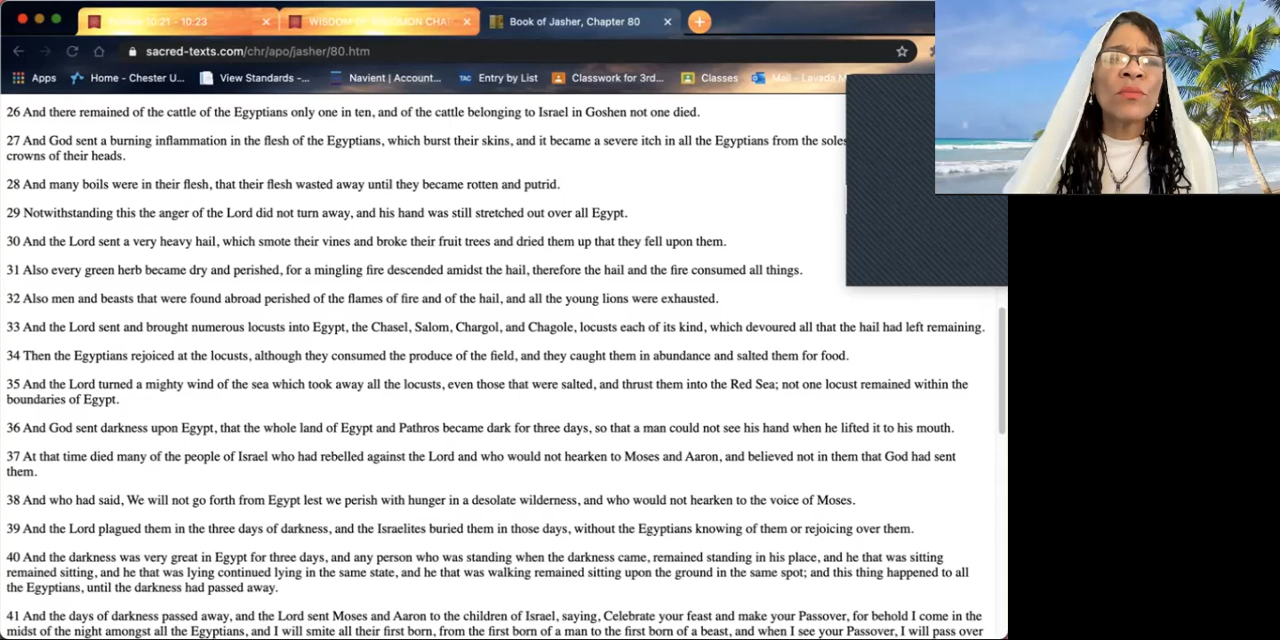 10:21 - 10:23
WISDOM OF SOLOMON CHA
Book of Jasher, Chapter 80
sacred-texts.com/chr/apo/jasher/80.htm
Apps Home - Chester U... View Standards -... Navient | Account... TAC Entry by List Classwork for 3rd... Classes Mail - Lavada M
26 And there remained of the cattle of the Egyptians only one in ten, and of the cattle belonging to Israel in Goshen not one died.
27 And God sent a burning inflammation in the flesh of the Egyptians, which burst their skins, and it became a severe itch in all the Egyptians from the soles
crowns of their heads.
28 And many boils were in their flesh, that their flesh wasted away until they became rotten and putrid.
29 Notwithstanding this the anger of the Lord did not turn away, and his hand was still stretched out over all Egypt.
30 And the Lord sent a very heavy hail, which smote their vines and broke their fruit trees and dried them up that they fell upon them.
31 Also every green herb became dry and perished, for a mingling fire descended amidst the hail, therefore the hail and the fire consumed all things.
32 Also men and beasts that were found abroad perished of the flames of fire and of the hail, and all the young lions were exhausted.
33 And the Lord sent and brought numerous locusts into Egypt, the Chasel, Salom, Chargol, and Chagole, locusts each of its kind, which devoured all that the hail had left remaining.
34 Then the Egyptians rejoiced at the locusts, although they consumed the produce of the field, and they caught them in abundance and salted them for food.
35 And the Lord turned a mighty wind of the sea which took away all the locusts, even those that were salted, and thrust them into the Red Sea; not one locust remained within the
boundaries of Egypt.
36 And God sent darkness upon Egypt, that the whole land of Egypt and Pathros became dark for three days, so that a man could not see his hand when he lifted it to his mouth.
37 At that time died many of the people of Israel who had rebelled against the Lord and who would not hearken to Moses and Aaron, and believed not in them that God had sent
them.
38 And who had said, We will not go forth from Egypt lest we perish with hunger in a desolate wilderness, and who would not hearken to the voice of Moses.
39 And the Lord plagued them in the three days of darkness, and the Israelites buried them in those days, without the Egyptians knowing of them or rejoicing over them.
40 And the darkness was very great in Egypt for three days, and any person who was standing when the darkness came, remained standing in his place, and he that was sitting
remained sitting, and he that was lying continued lying in the same state, and he that was walking remained sitting upon the ground in the same spot; and this thing happened to all
the Egyptians, until the darkness had passed away.
41 And the days of darkness passed away, and the Lord sent Moses and Aaron to the children of Israel, saying, Celebrate your feast and make your Passover, for behold I come in the
midst of the night amongst all the Egyptians, and I will smite all their first born, from the first born of a man to the first born of a beast, and when I see your Passover, I will pass over